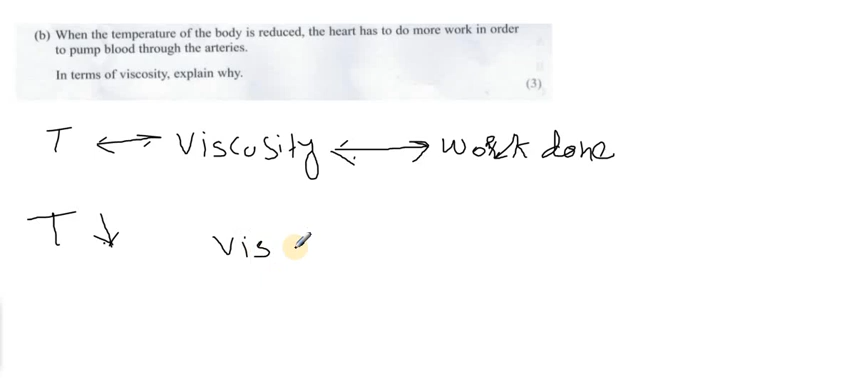 (b) When the temperature of the body is reduced, the heart has to do more work in order
to pump blood through the arteries.
In terms of viscosity, explain why.
(3)
T ↔ Viscosity ↔ work done
T ↓ Vis